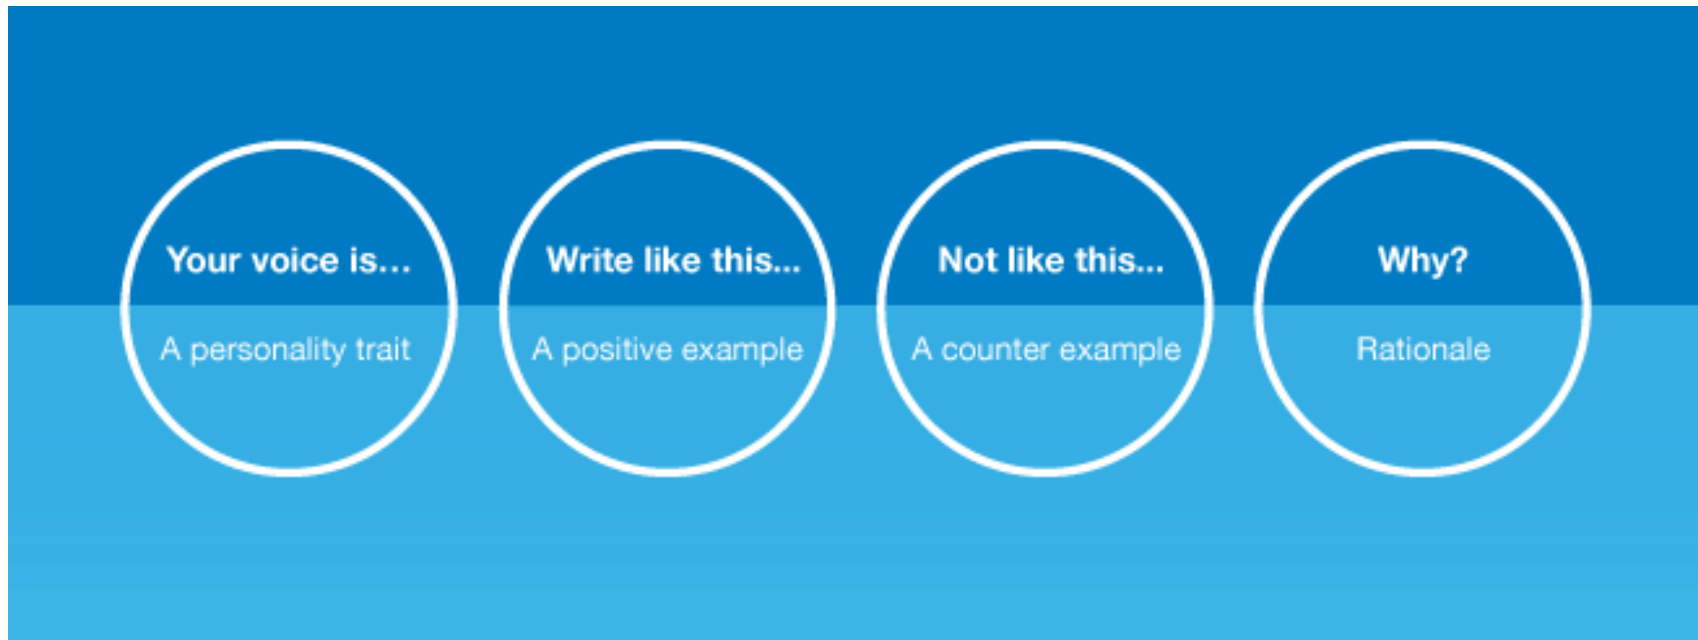 Your voice is...
A personality trait
Write like this...
A positive example
Not like this...
A counter example
Why?
Rationale